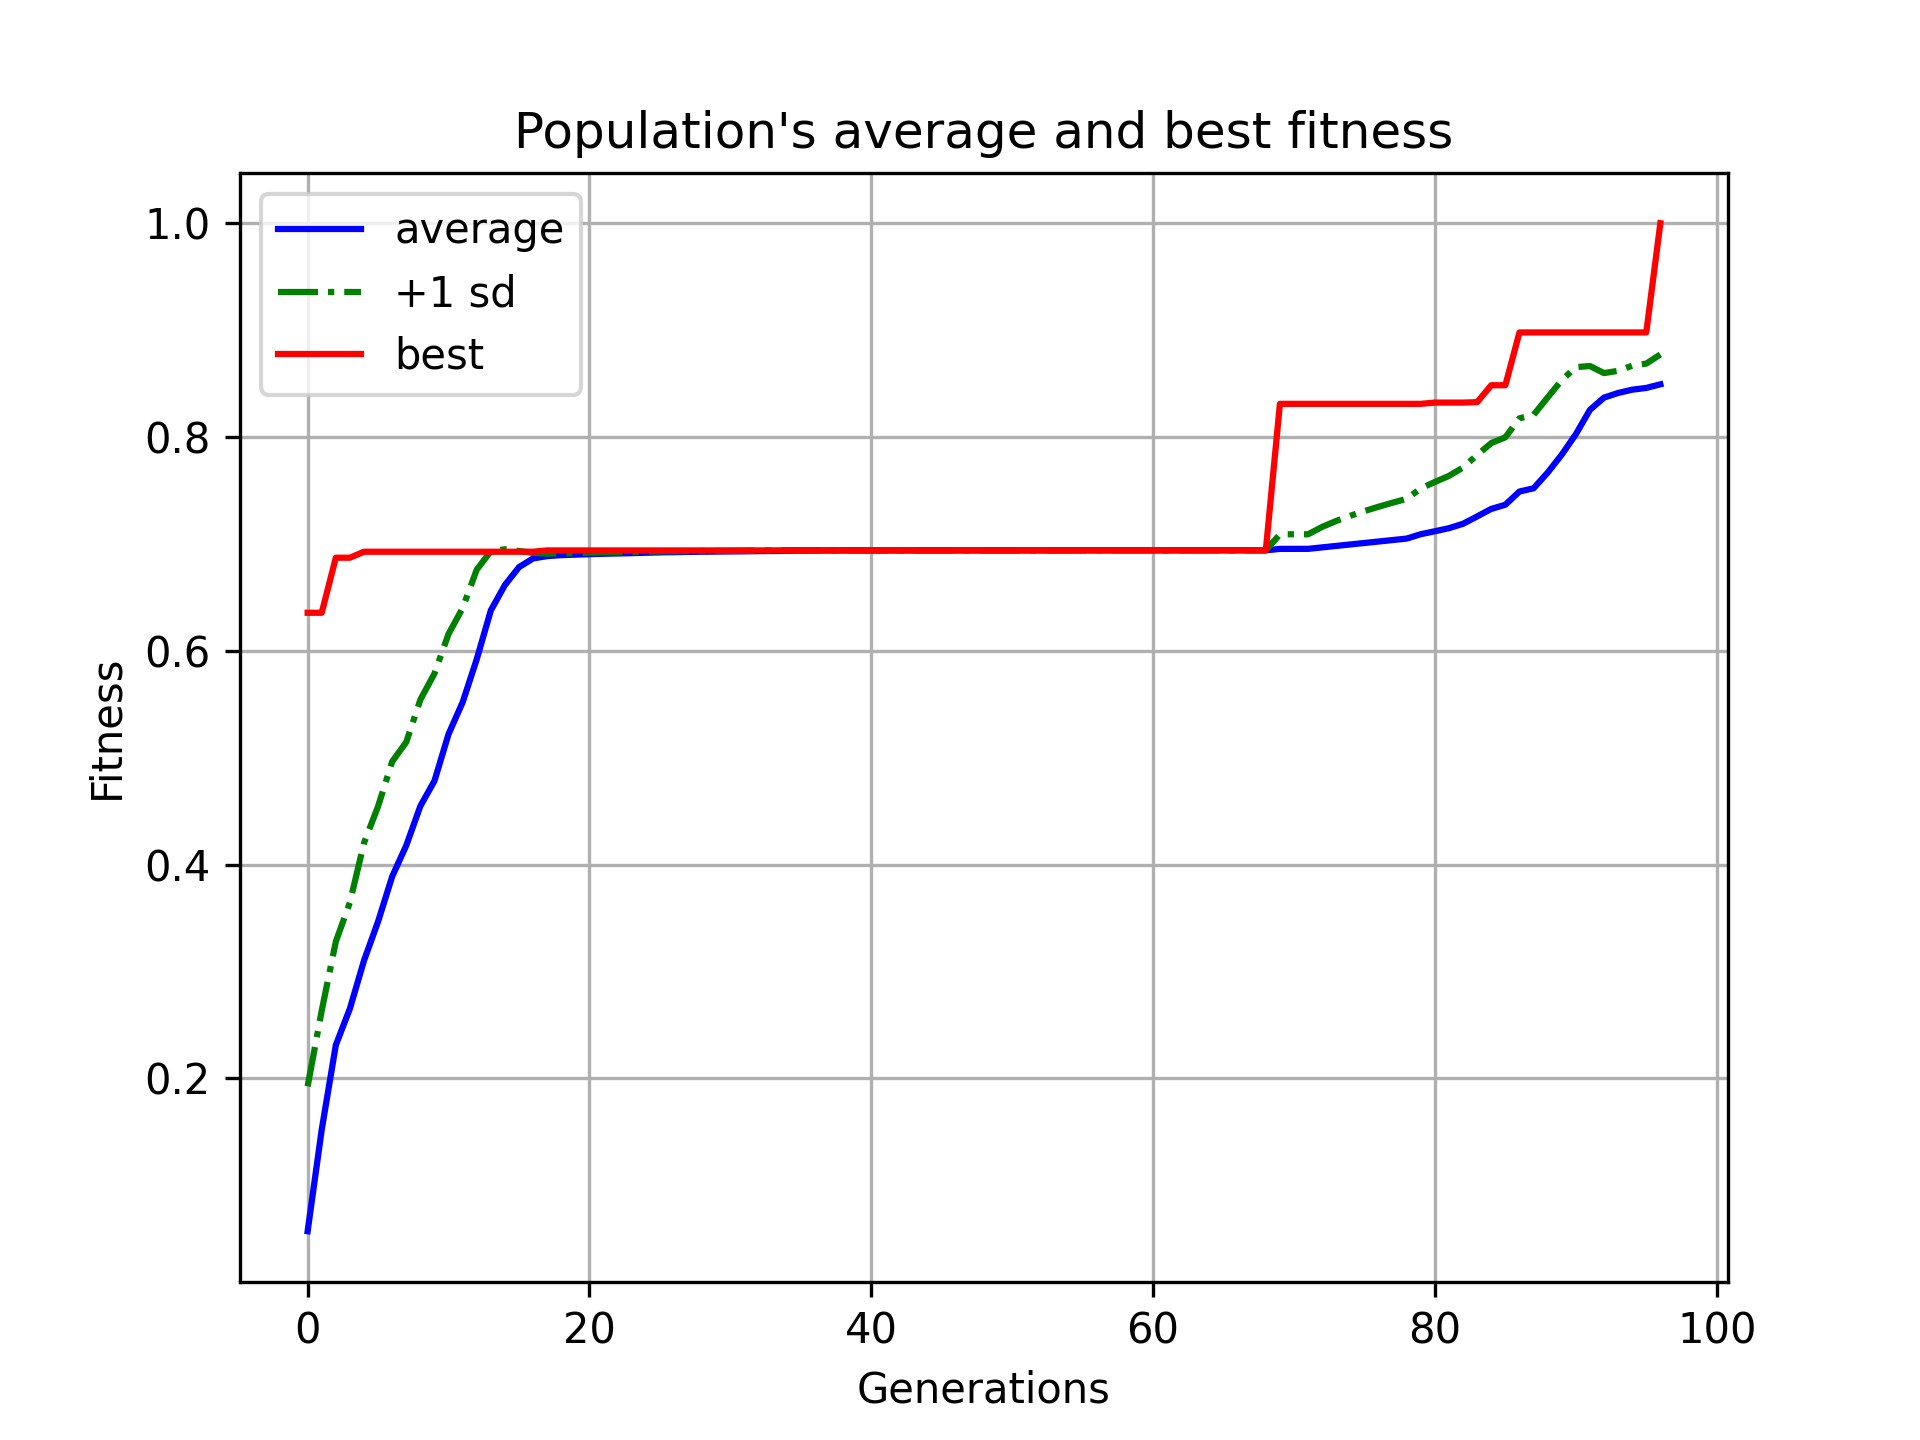 Population's average and best fitness
average
+1 sd
best
1.0
0.8
0.6
0.4
0.2
Fitness
0 20 40 60 80 100
Generations